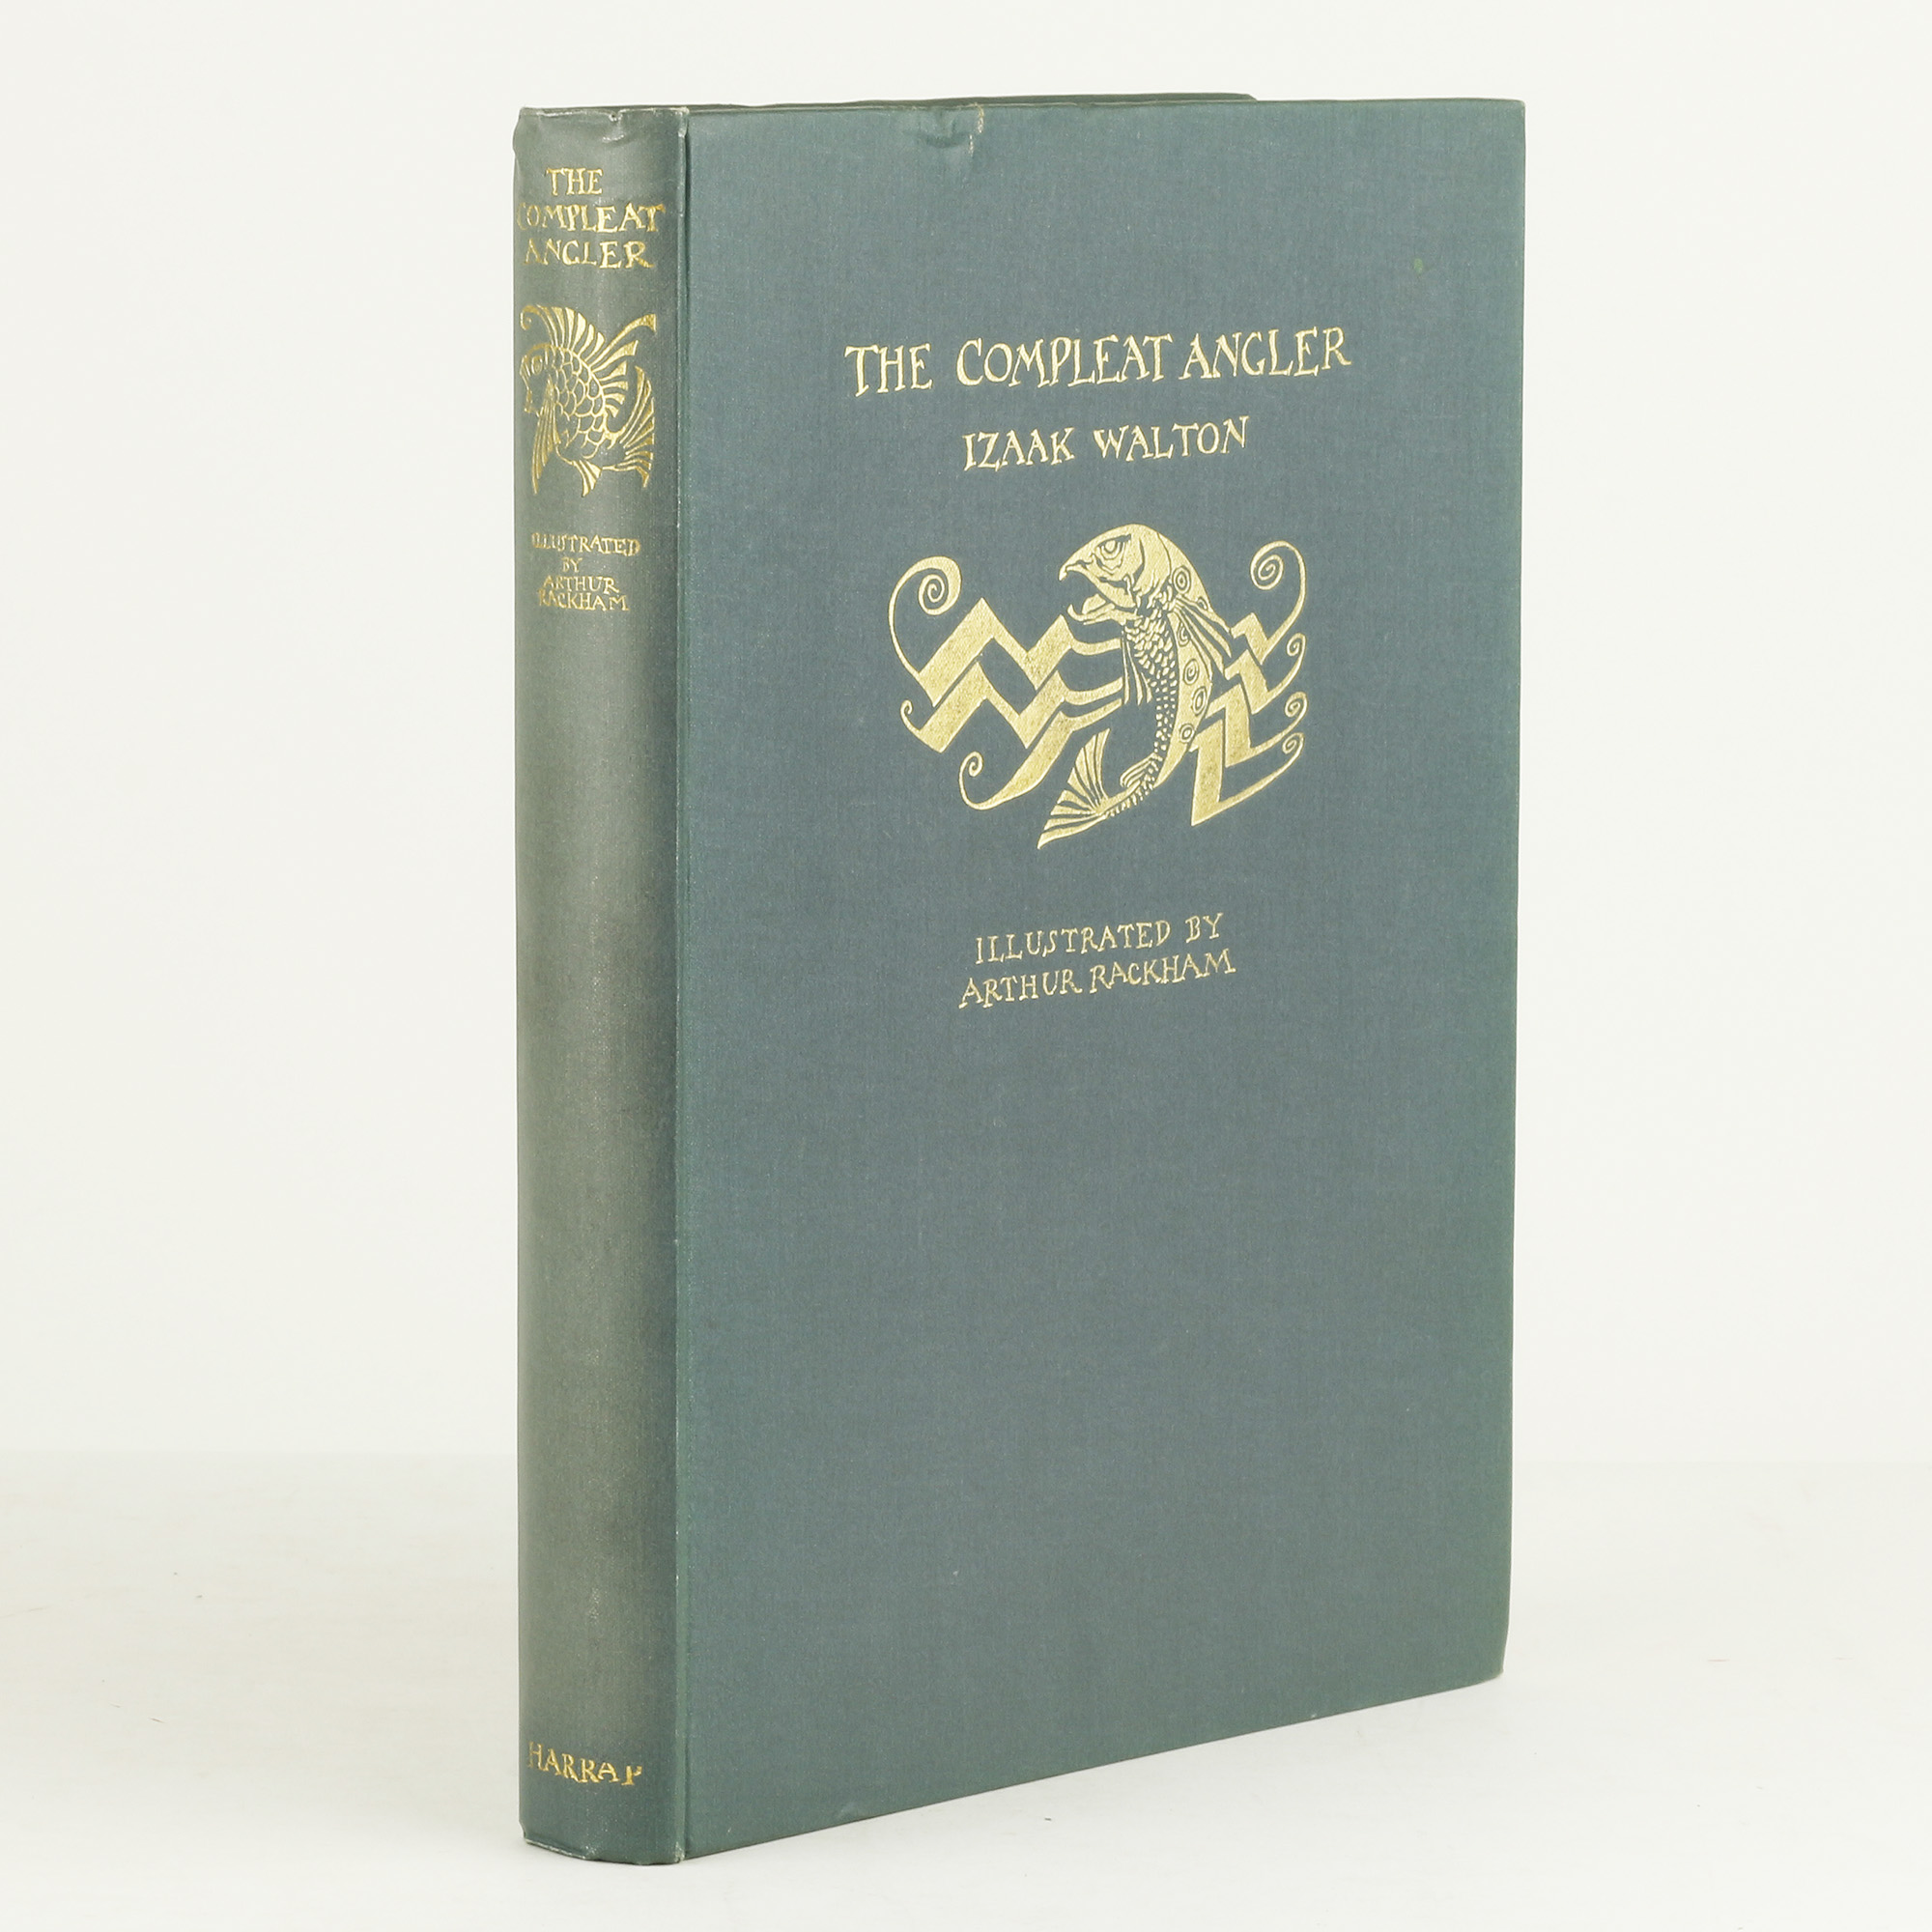 THE
COMPLEAT
ANGLER
ILLUSTRATED
BY
ARTHUR
RACKHAM
HARRAP
THE COMPLEAT ANGLER
IZAAK WALTON
ILLUSTRATED BY
ARTHUR RACKHAM